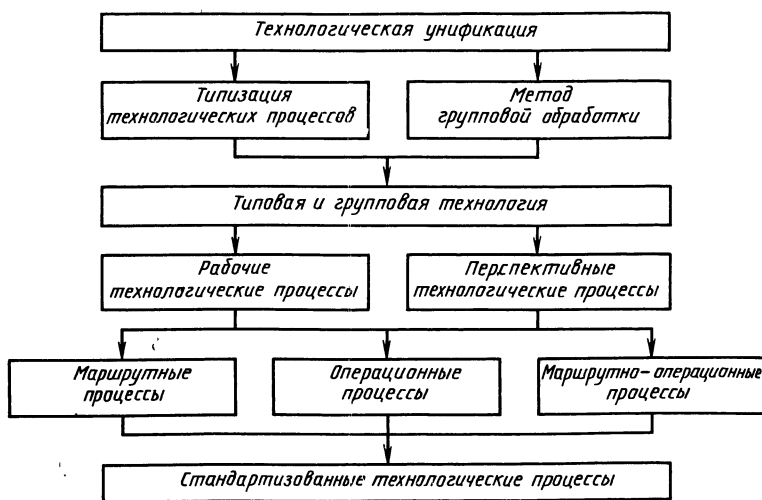 Технологическая унификация
Типизация
технологических процессов
Метод
групповой обработки
Типовая и групповая технология
Рабочие
технологические процессы
Перспективные
технологические процессы
Маршрутные
процессы
Операционные
процессы
Маршрутно-операционные
процессы
Стандартизованные технологические процессы